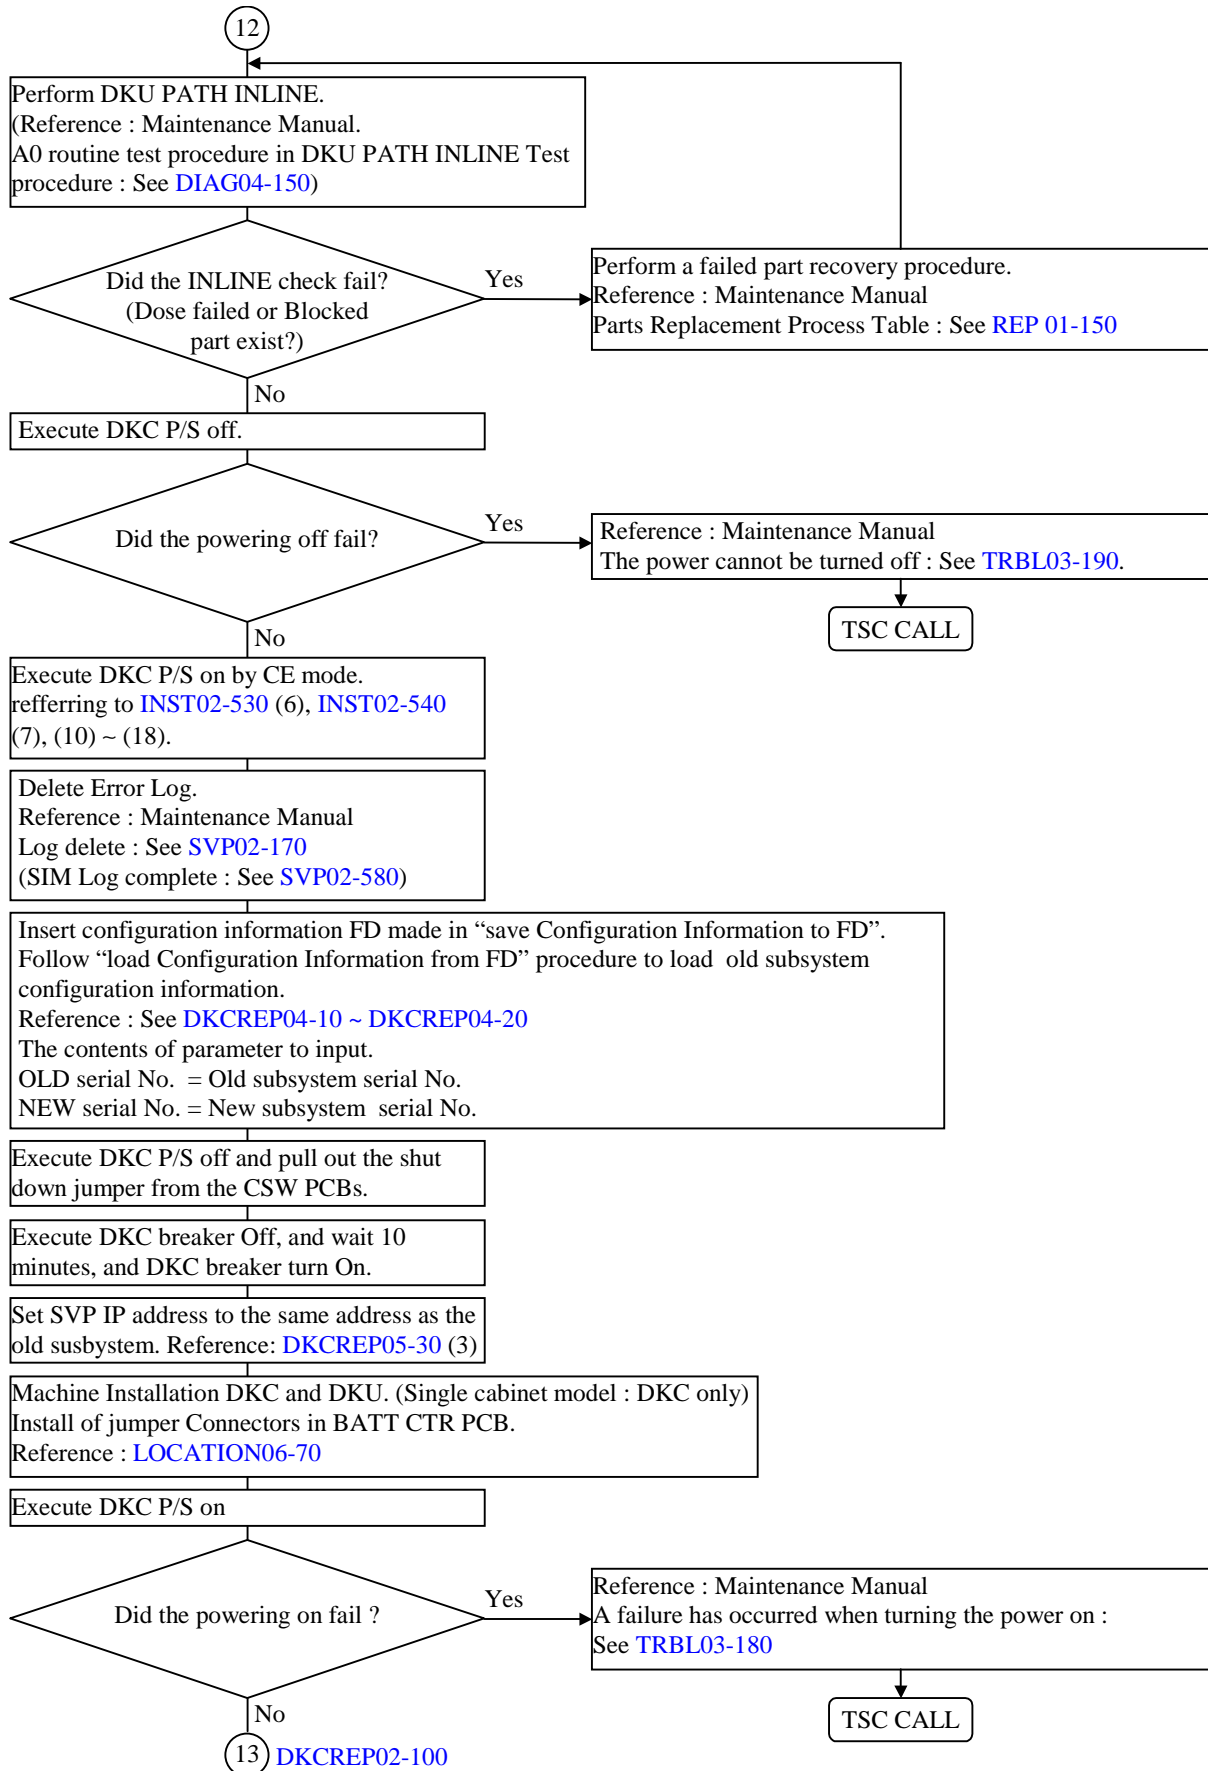 12
Perform DKU PATH INLINE.
(Reference : Maintenance Manual.
A0 routine test procedure in DKU PATH INLINE Test
procedure : See DIAG04-150)
Did the INLINE check fail?
(Dose failed or Blocked
part exist?)
Yes
Perform a failed part recovery procedure.
Reference : Maintenance Manual
Parts Replacement Process Table : See REP 01-150
No
Execute DKC P/S off.
Did the powering off fail?
Yes
Reference : Maintenance Manual
The power cannot be turned off : See TRBL03-190.
TSC CALL
No
Execute DKC P/S on by CE mode.
refferring to INST02-530 (6), INST02-540
(7), (10) ~ (18).
Delete Error Log.
Reference : Maintenance Manual
Log delete : See SVP02-170
(SIM Log complete : See SVP02-580)
Insert configuration information FD made in “save Configuration Information to FD”.
Follow “load Configuration Information from FD” procedure to load old subsystem
configuration information.
Reference : See DKCREP04-10 ~ DKCREP04-20
The contents of parameter to input.
OLD serial No. = Old subsystem serial No.
NEW serial No. = New subsystem serial No.
Execute DKC P/S off and pull out the shut
down jumper from the CSW PCBs.
Execute DKC breaker Off, and wait 10
minutes, and DKC breaker turn On.
Set SVP IP address to the same address as the
old susbystem. Reference: DKCREP05-30 (3)
Machine Installation DKC and DKU. (Single cabinet model : DKC only)
Install of jumper Connectors in BATT CTR PCB.
Reference : LOCATION06-70
Execute DKC P/S on
Did the powering on fail ?
Yes
Reference : Maintenance Manual
A failure has occurred when turning the power on :
See TRBL03-180
TSC CALL
No
13 DKCREP02-100